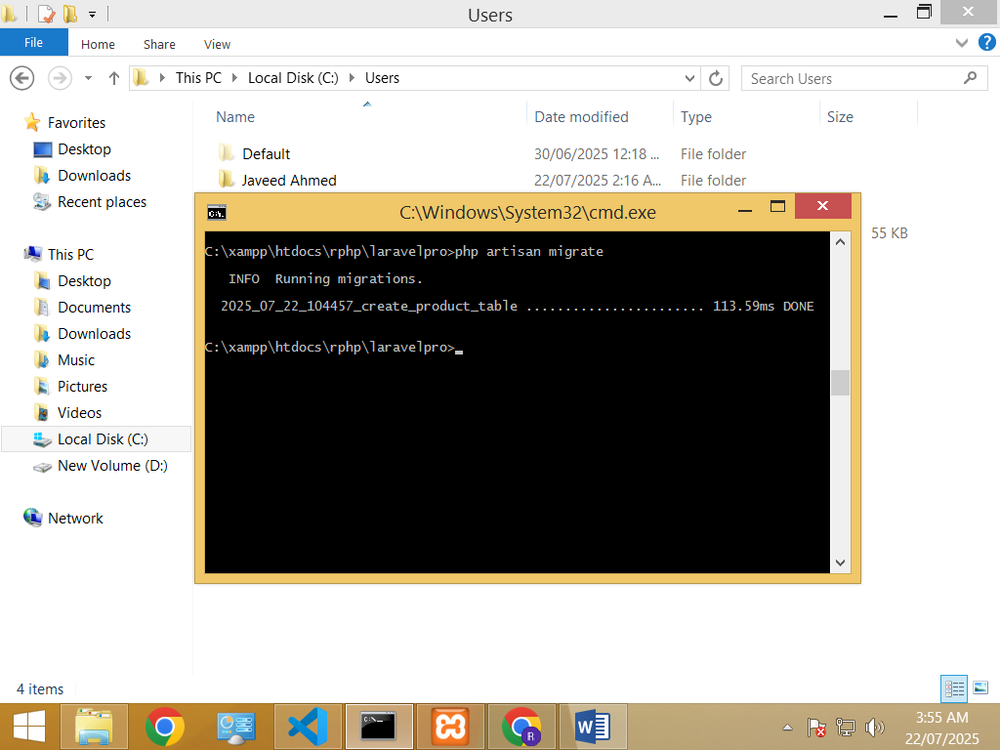 Users
File Home Share View
This PC Local Disk (C:) Users
Search Users
Name Date modified Type Size
Favorites
Desktop
Downloads
Recent places
This PC
Desktop
Documents
Downloads
Music
Pictures
Videos
Local Disk (C:)
New Volume (D:)
Network
Default 30/06/2025 12:18 ... File folder
Javeed Ahmed 22/07/2025 2:16 A... File folder
55 KB
C:\Windows\System32\cmd.exe
C:\xampp\htdocs\rphp\laravelpro>php artisan migrate
INFO Running migrations.
2025_07_22_104457_create_product_table ....................... 113.59ms DONE
C:\xampp\htdocs\rphp\laravelpro>
4 items
3:55 AM
22/07/2025